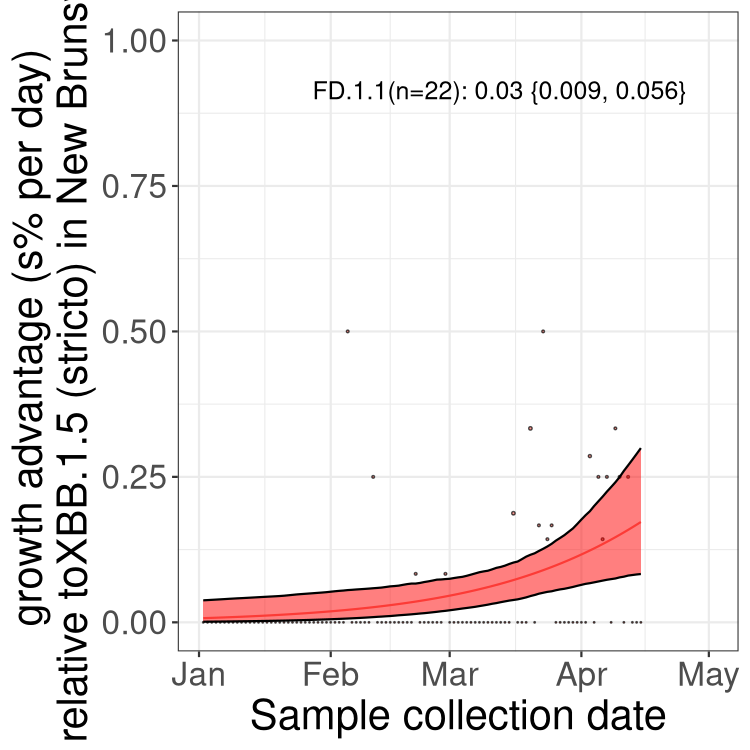 growth advantage (s% per day)
relative toXBB.1.5 (stricto) in New
1.00
0.75
0.50
0.25
0.00
FD.1.1(n=22): 0.03 {0.009, 0.056}
Jan Feb Mar Apr May
Sample collection date